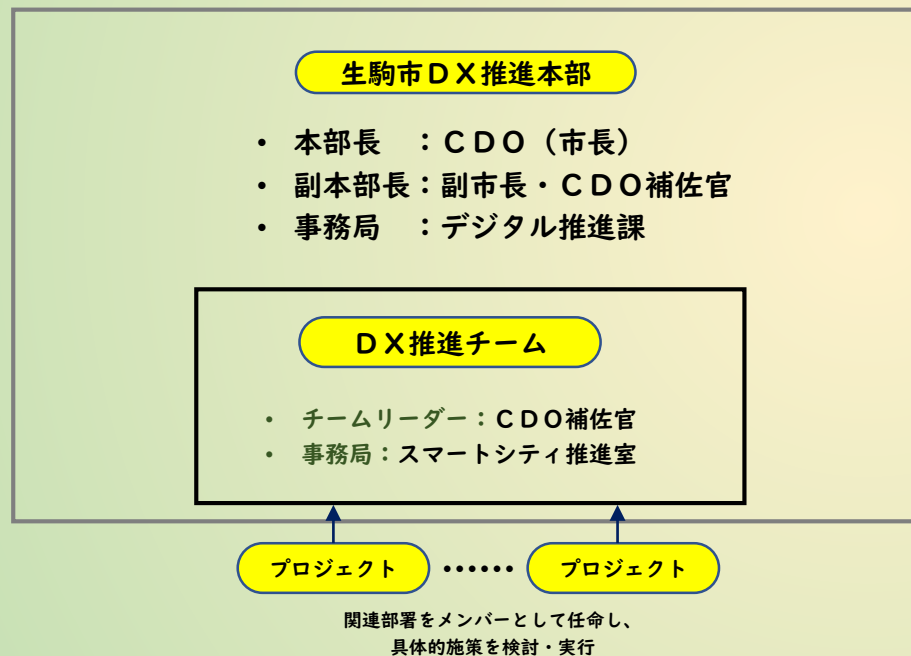 生駒市ＤＸ推進本部
• 本部長　：ＣＤＯ（市長）
• 副本部長：副市長・ＣＤＯ補佐官
• 事務局　：デジタル推進課
ＤＸ推進チーム
• チームリーダー：ＣＤＯ補佐官
• 事務局：スマートシティ推進室
プロジェクト ・・・・・・ プロジェクト
関連部署をメンバーとして任命し、
具体的施策を検討・実行